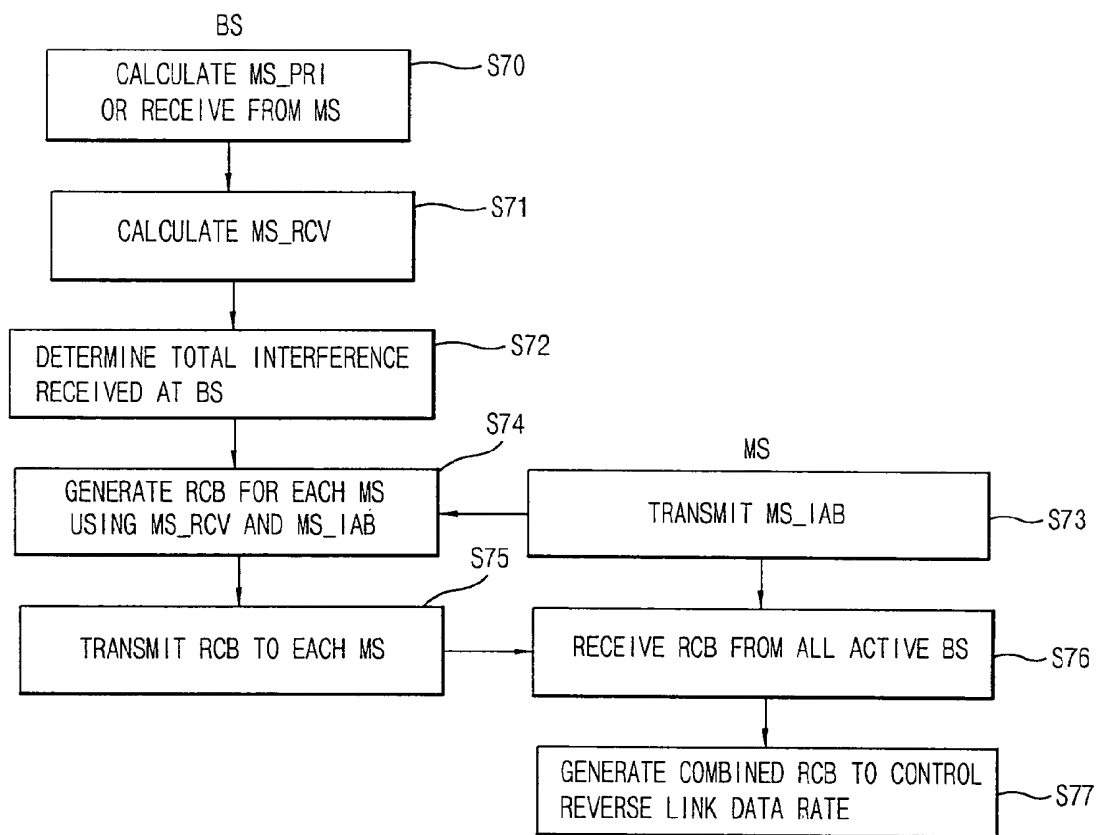 BS
CALCULATE MS_PRI
OR RECEIVE FROM MS
S70
CALCULATE MS_RCV
S71
DETERMINE TOTAL INTERFERENCE
RECEIVED AT BS
S72
GENERATE RCB FOR EACH MS
USING MS_RCV AND MS_IAB
S74
MS
TRANSMIT MS_IAB
S73
TRANSMIT RCB TO EACH MS
S75
RECEIVE RCB FROM ALL ACTIVE BS
S76
GENERATE COMBINED RCB TO CONTROL
REVERSE LINK DATA RATE
S77